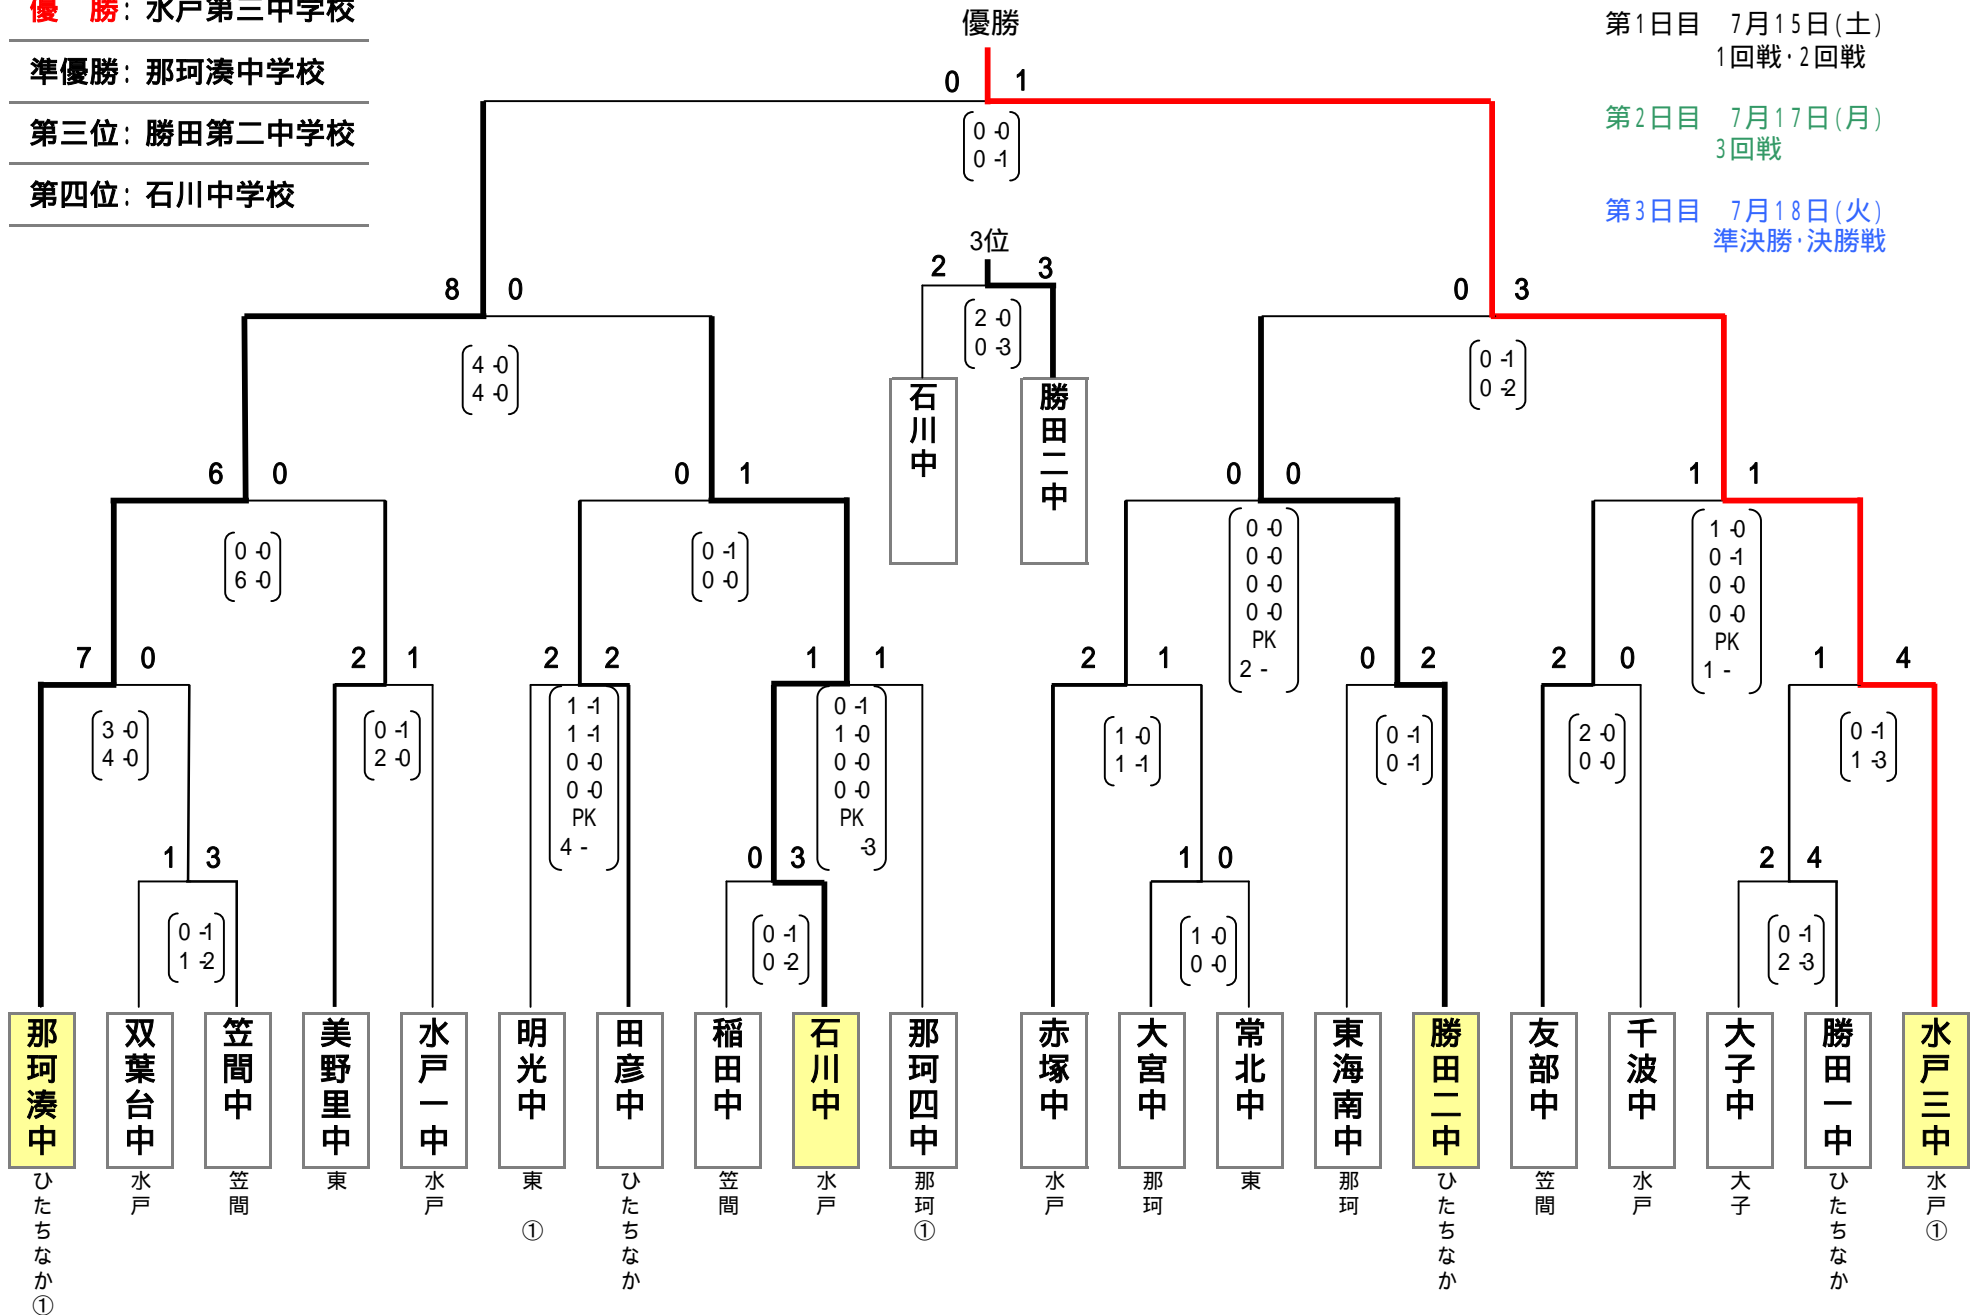 優　勝: 水戸第三中学校
準優勝: 那珂湊中学校
第三位: 勝田第二中学校
第四位: 石川中学校
優勝
第1日目　7月15日(土)
1回戦・2回戦
第2日目　7月17日(月)
3回戦
第3日目　7月18日(火)
準決勝・決勝戦
0 1
0 -0
0 -1
3位
2 3
2 -0
0 -3
石川中
勝田二中
8 0
4 -0
4 -0
0 3
0 -1
0 -2
6 0
0 -0
6 -0
0 1
0 -1
0 -0
0 0
0 -0
0 -0
0 -0
0 -0
PK
2 -
1 1
1 -0
0 -1
0 -0
0 -0
PK
1 -
7 0
3 -0
4 -0
2 1
0 -1
2 -0
2 2
1 -1
1 -1
0 -0
0 -0
PK
4 -
1 1
0 -1
1 -0
0 -0
0 -0
PK
-3
2 1
1 -0
1 -1
0 2
0 -1
0 -1
2 0
2 -0
0 -0
1 4
0 -1
1 -3
1 3
0 -1
1 -2
0 3
0 -1
0 -2
1 0
1 -0
0 -0
2 4
0 -1
2 -3
那珂湊中
双葉台中
笠間中
美野里中
水戸一中
明光中
田彦中
稲田中
石川中
那珂四中
赤塚中
大宮中
常北中
東海南中
勝田二中
友部中
千波中
大子中
勝田一中
水戸三中
ひたちなか①
水戸
笠間
東
水戸
東　①
ひたちなか
笠間
水戸
那珂①
水戸
那珂
東
那珂
ひたちなか
笠間
水戸
大子
ひたちなか
水戸①